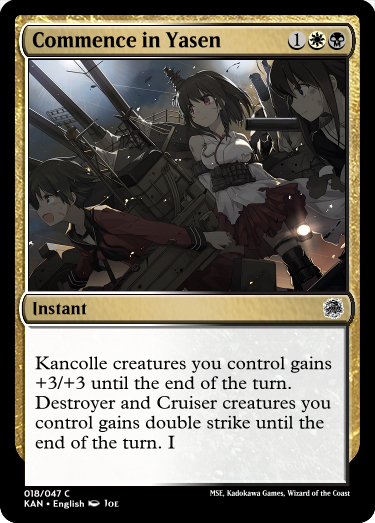 Commence in Yasen 1
Instant
Kancolle creatures you control gains
+3/+3 until the end of the turn.
Destroyer and Cruiser creatures you
control gains double strike until the
end of the turn. I
018/047 C
KAN • English JOE
MSE, Kadokawa Games, Wizard of the Coast